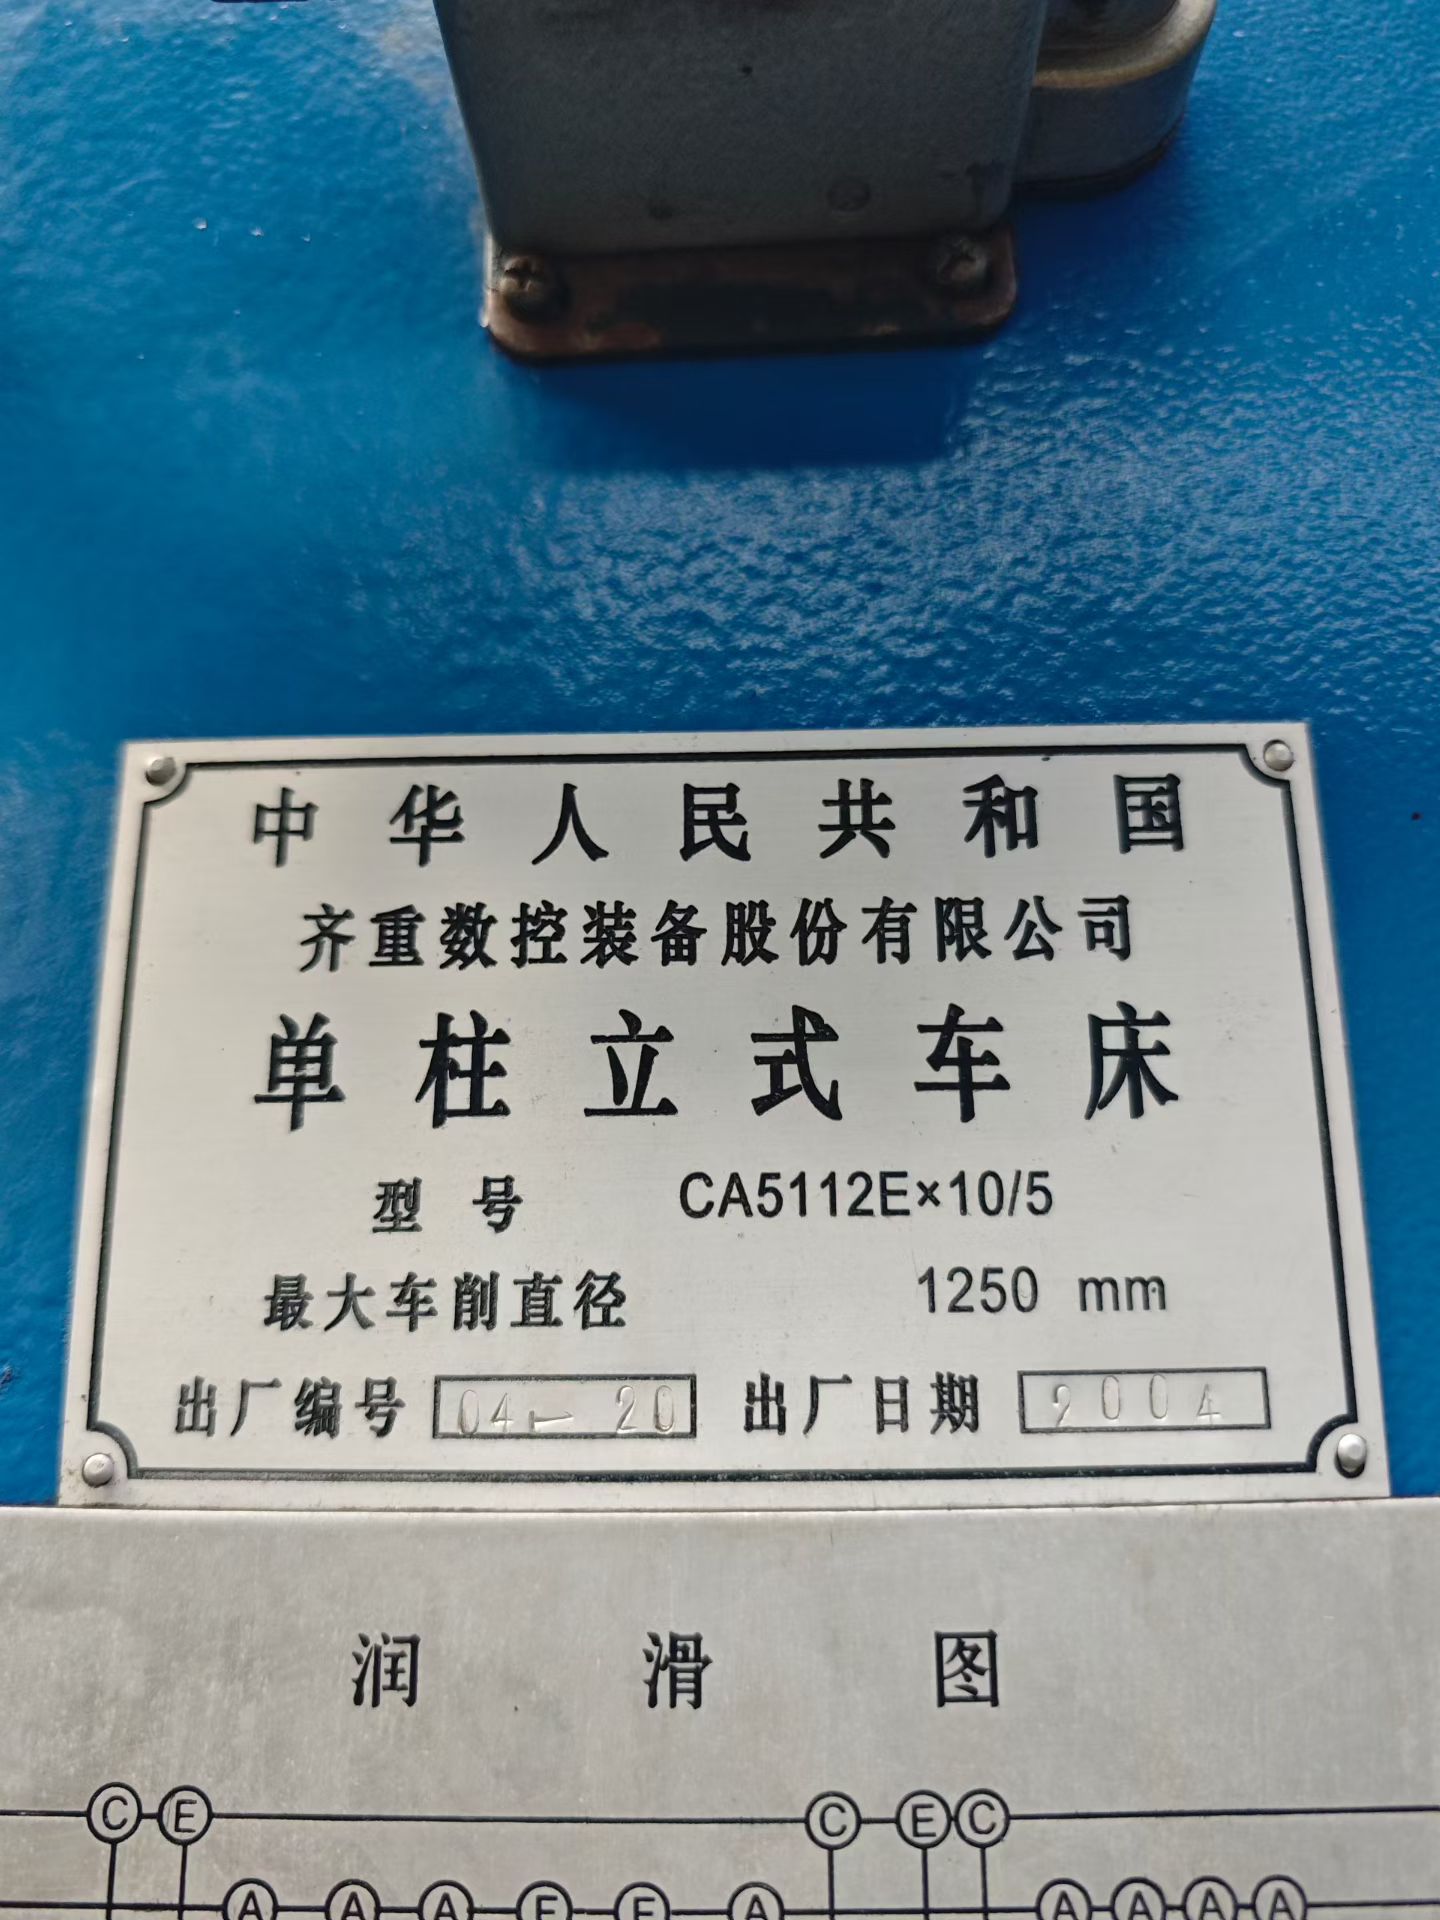 中华人民共和国
齐重数控装备股份有限公司
单柱立式车床
型号 CA5112E×10/5
最大车削直径 1250 mm
出厂编号 04- 20 出厂日期 2004
润滑图
C E C E C
A A A E E A A A A A